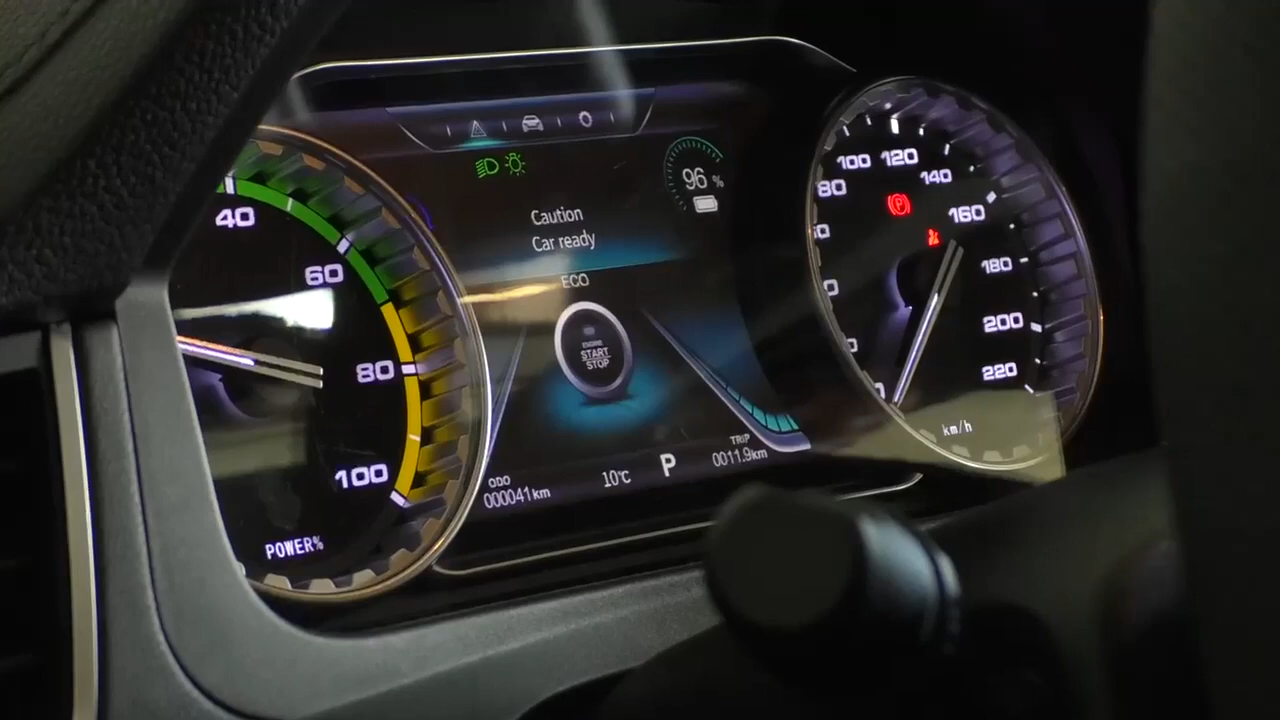 40
60
80
100
POWER%
96 %
Caution
Car ready
ECO
ENGINE
START
STOP
ODO
000041km
10℃
P
TRIP
0011.9km
80
100
120
140
160
180
200
220
P
km/h